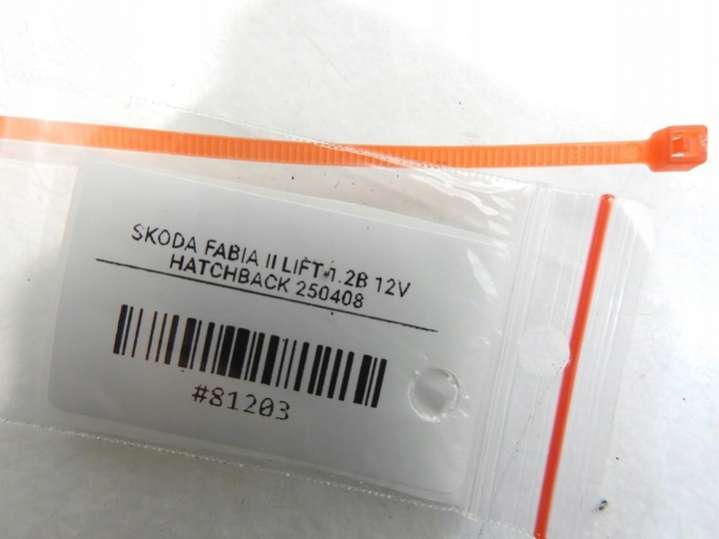 SKODA FABIA II LIFT 1.2B 12V
HATCHBACK 250408
#81203